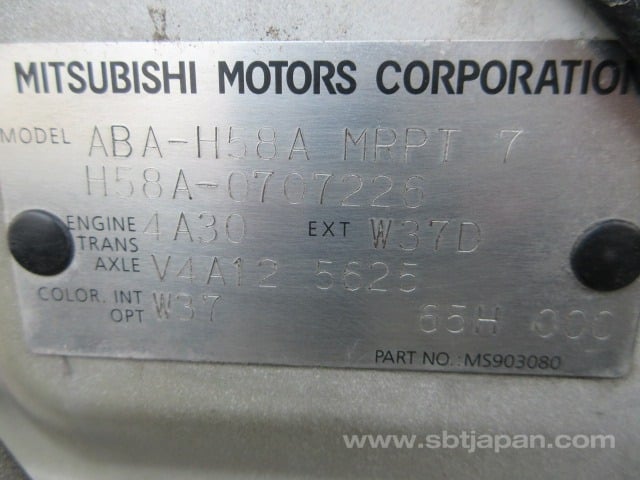 MITSUBISHI MOTORS CORPORATION
MODEL ABA-H58A MRPT 7
H58A-0707226
ENGINE 4A30 EXT W37D
TRANS
AXLE V4A12 5625
COLOR. INT W37
OPT 65H 000
PART NO.: MS903080
www.sbtjapan.com